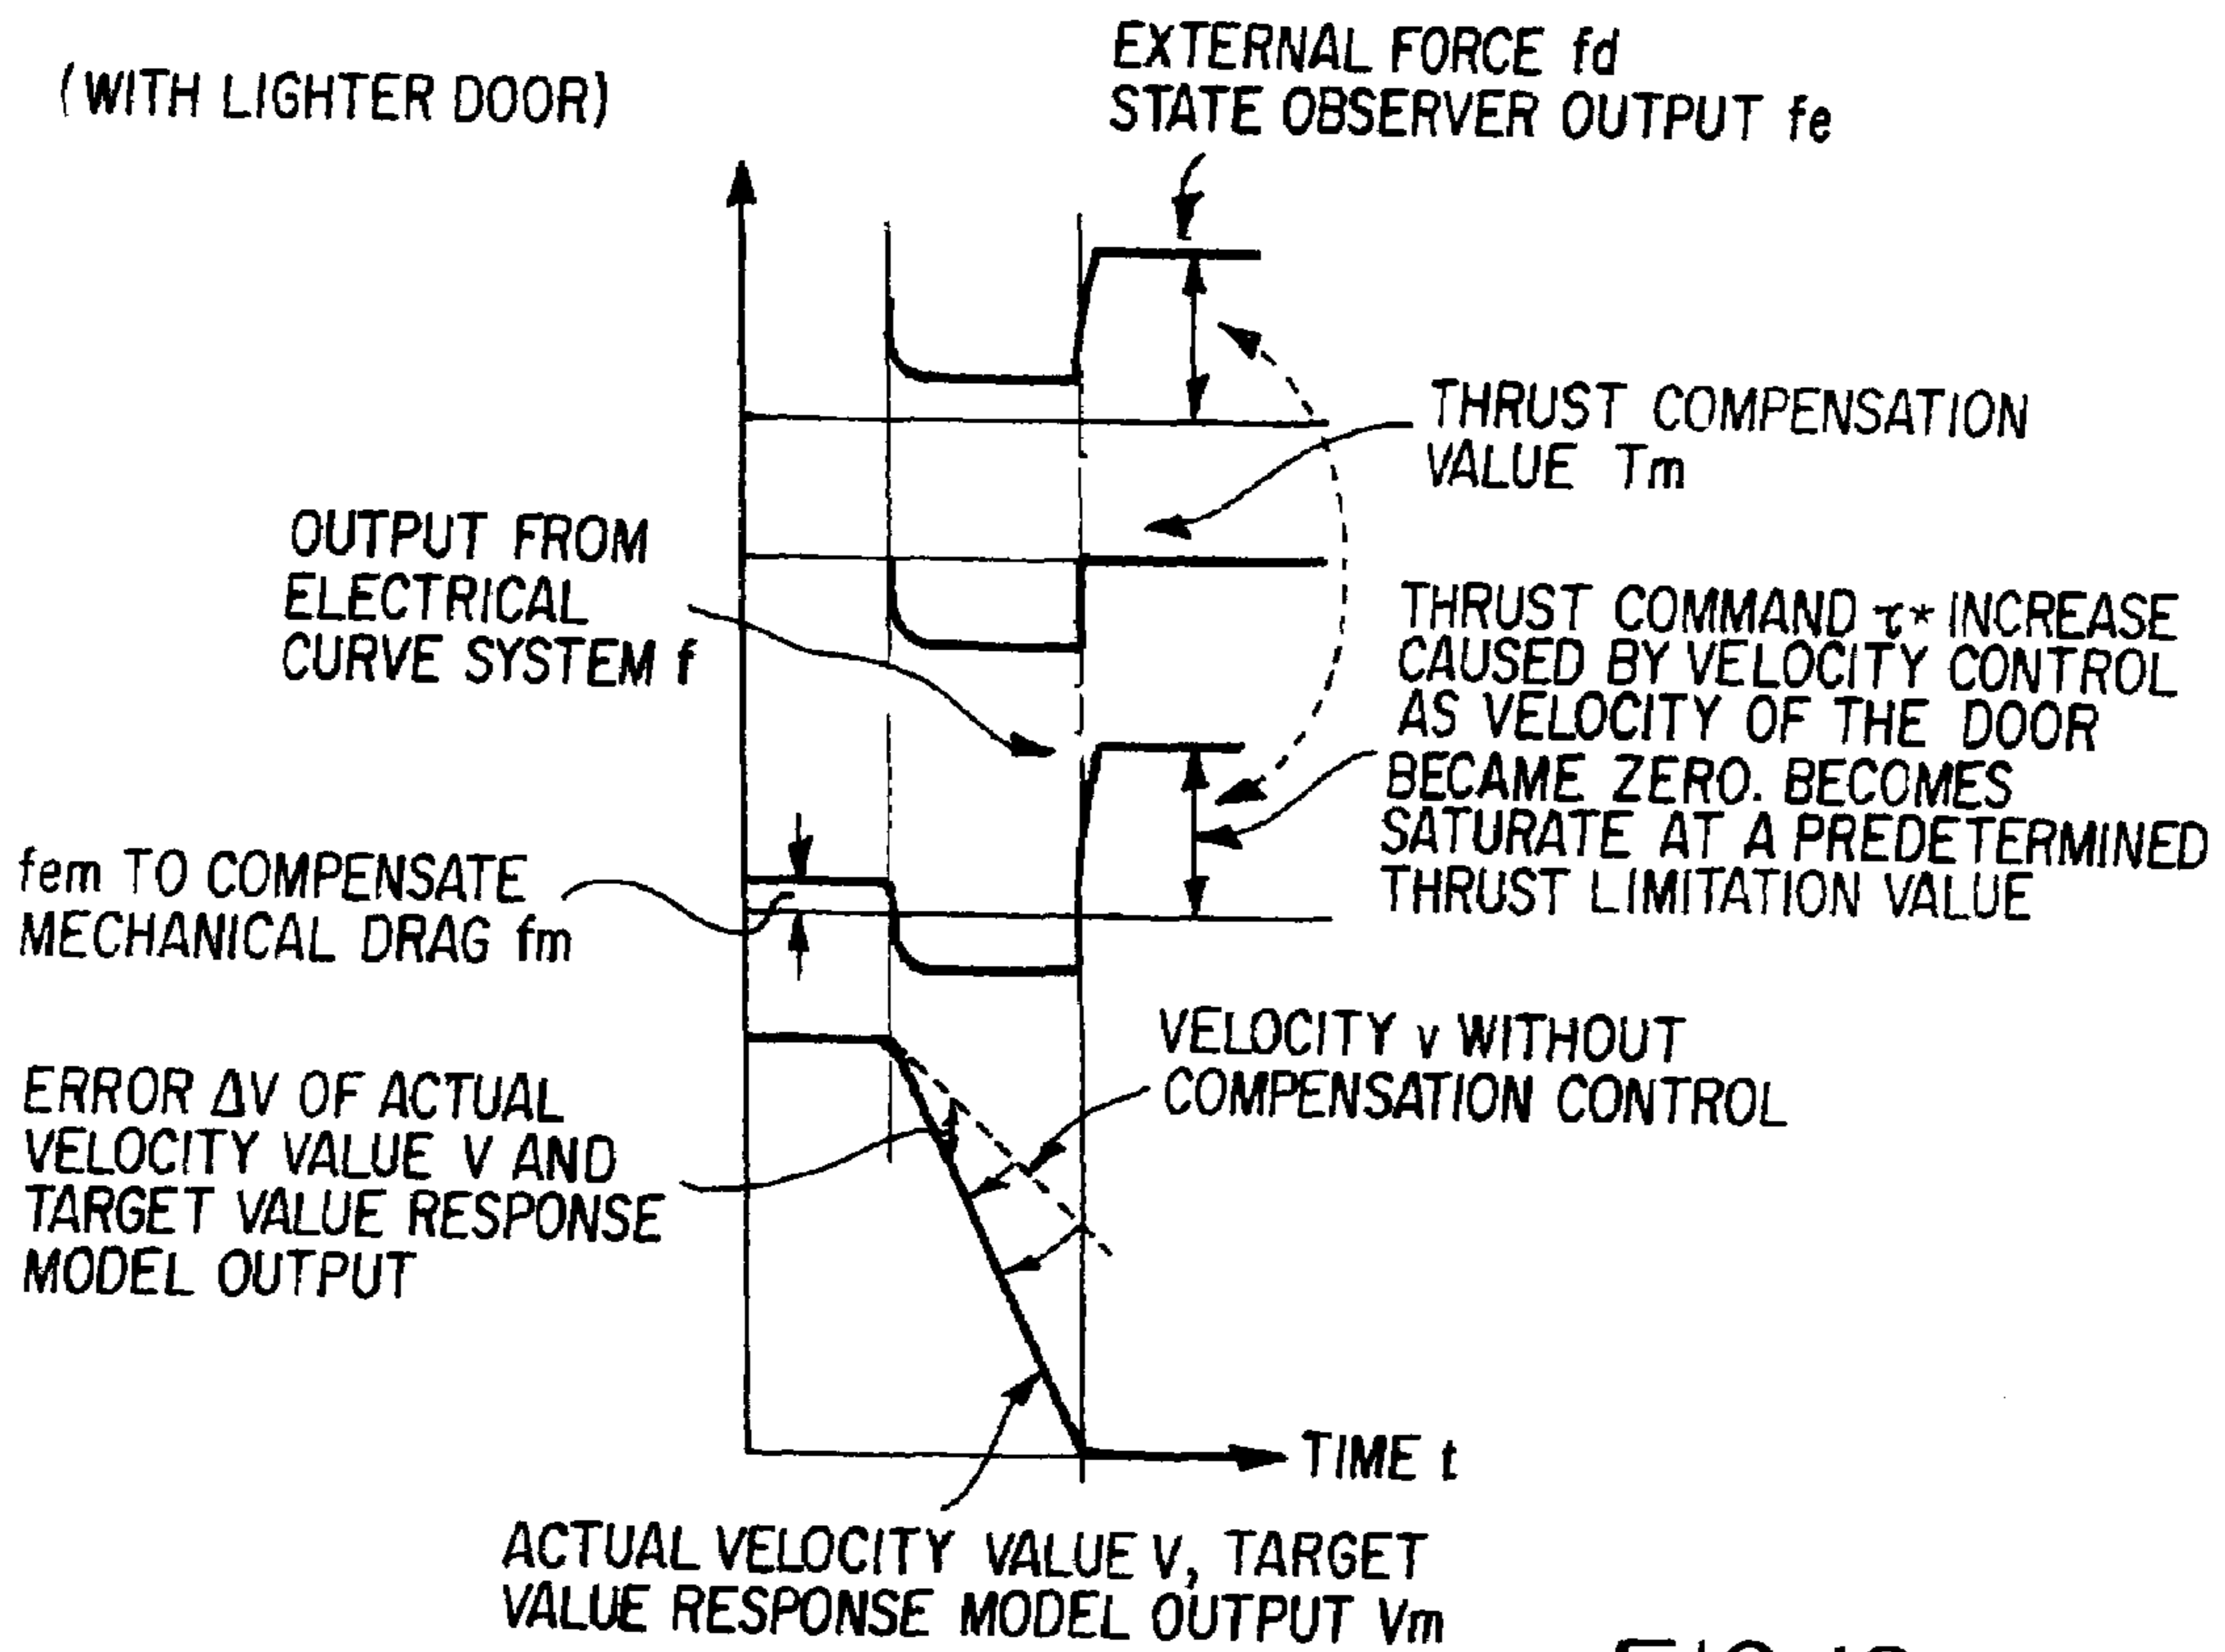 (WITH LIGHTER DOOR)
EXTERNAL FORCE fd
STATE OBSERVER OUTPUT fe
THRUST COMPENSATION
VALUE Tm
OUTPUT FROM
ELECTRICAL
CURVE SYSTEM f
THRUST COMMAND τ* INCREASE
CAUSED BY VELOCITY CONTROL
AS VELOCITY OF THE DOOR
BECAME ZERO. BECOMES
SATURATE AT A PREDETERMINED
THRUST LIMITATION VALUE
fem TO COMPENSATE
MECHANICAL DRAG fm
VELOCITY v WITHOUT
COMPENSATION CONTROL
ERROR ΔV OF ACTUAL
VELOCITY VALUE V AND
TARGET VALUE RESPONSE
MODEL OUTPUT
TIME t
ACTUAL VELOCITY VALUE V, TARGET
VALUE RESPONSE MODEL OUTPUT Vm